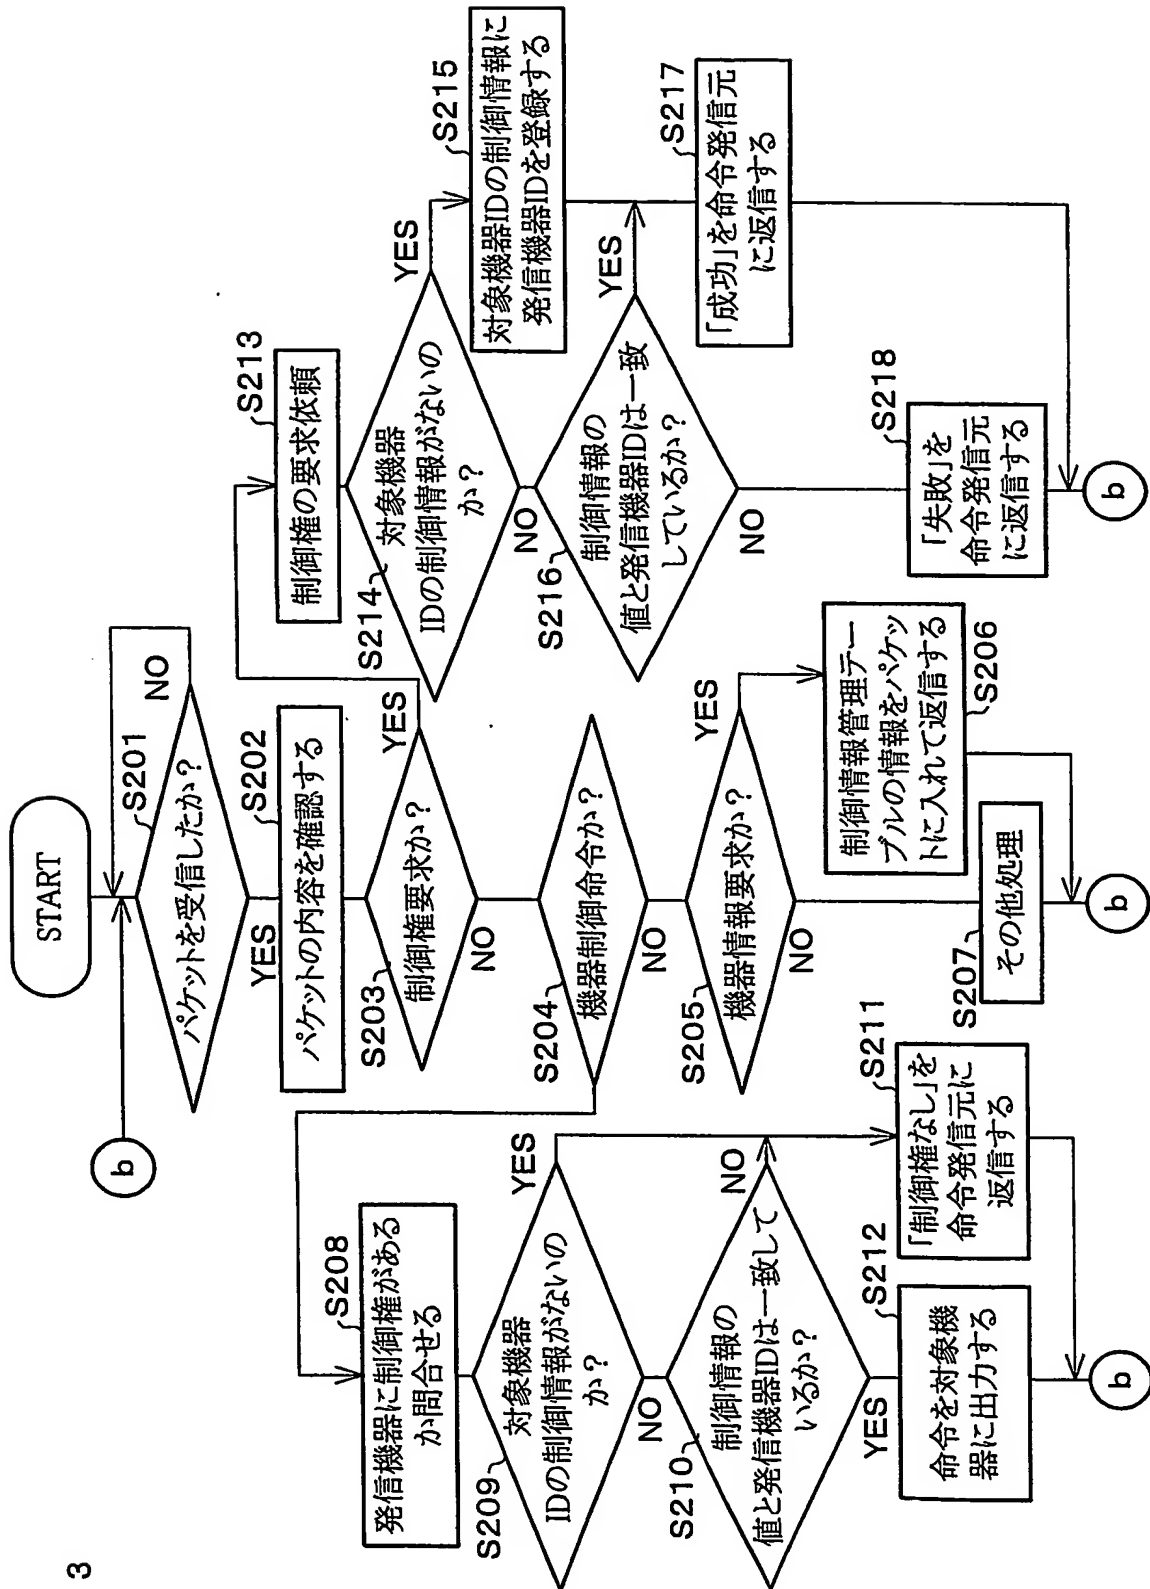 3
START
b
パケットを受信したか?
S201
NO
YES
パケットの内容を確認する
S202
制御権要求か?
S203
YES
NO
機器制御命令か?
S204
NO
機器情報要求か?
S205
YES
NO
制御情報管理テー
ブルの情報をパケッ
トに入れて返信する
S206
その他処理
S207
b
発信機器に制御権がある
か問合せる
S208
対象機器
IDの制御情報がないの
か?
S209
YES
NO
制御情報の
値と発信機器IDは一致して
いるか?
S210
NO
YES
「制御権なし」を
命令発信元に
返信する
S211
命令を対象機
器に出力する
S212
b
制御権の要求依頼
S213
対象機器
IDの制御情報がないの
か?
S214
YES
NO
対象機器IDの制御情報に
発信機器IDを登録する
S215
制御情報の
値と発信機器IDは一致
しているか?
S216
YES
NO
「成功」を命令発信元
に返信する
S217
「失敗」を
命令発信元
に返信する
S218
b